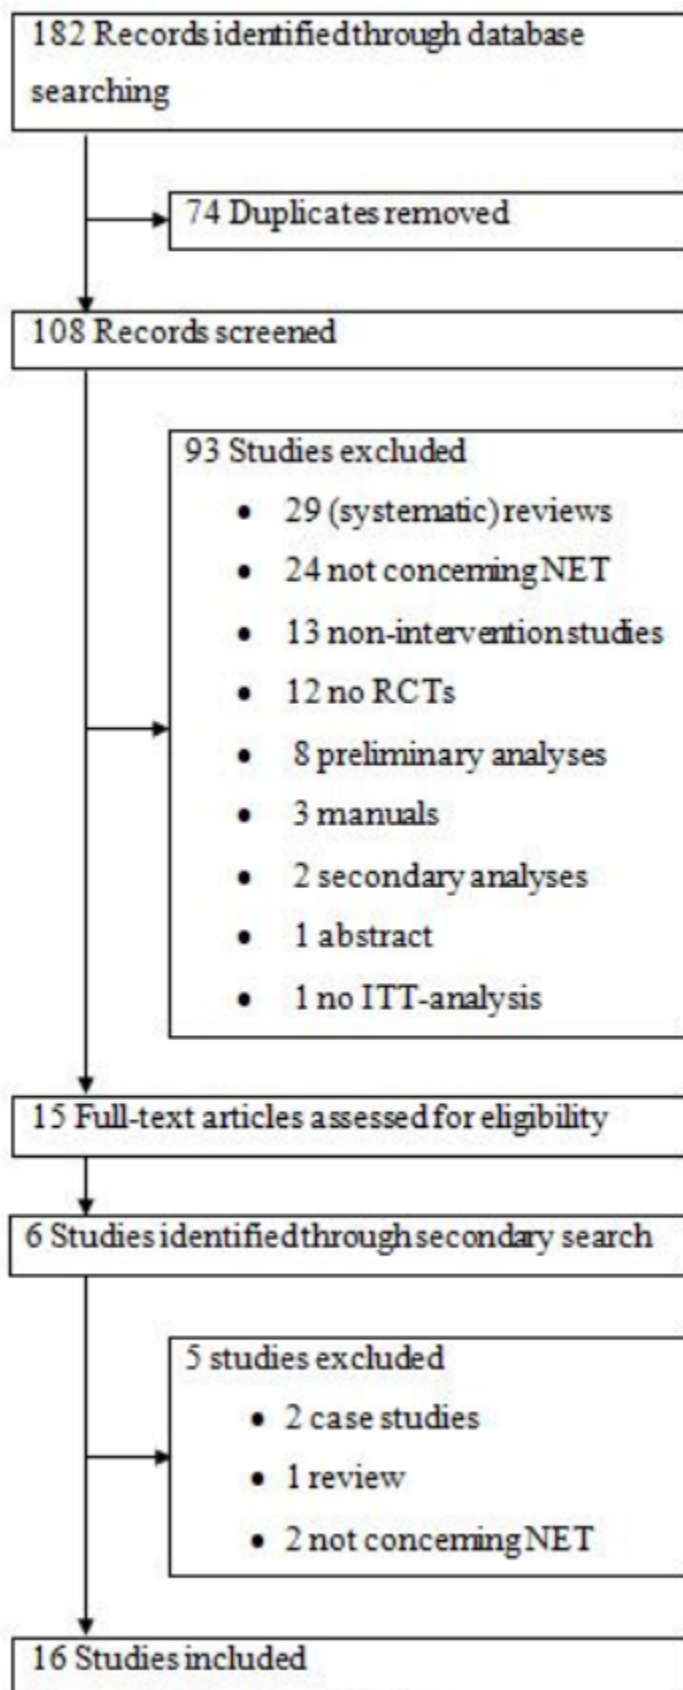 182 Records identified through database
searching
74 Duplicates removed
108 Records screened
93 Studies excluded
• 29 (systematic) reviews
• 24 not concerning NET
• 13 non-intervention studies
• 12 no RCTs
• 8 preliminary analyses
• 3 manuals
• 2 secondary analyses
• 1 abstract
• 1 no ITT-analysis
15 Full-text articles assessed for eligibility
6 Studies identified through secondary search
5 studies excluded
• 2 case studies
• 1 review
• 2 not concerning NET
16 Studies included